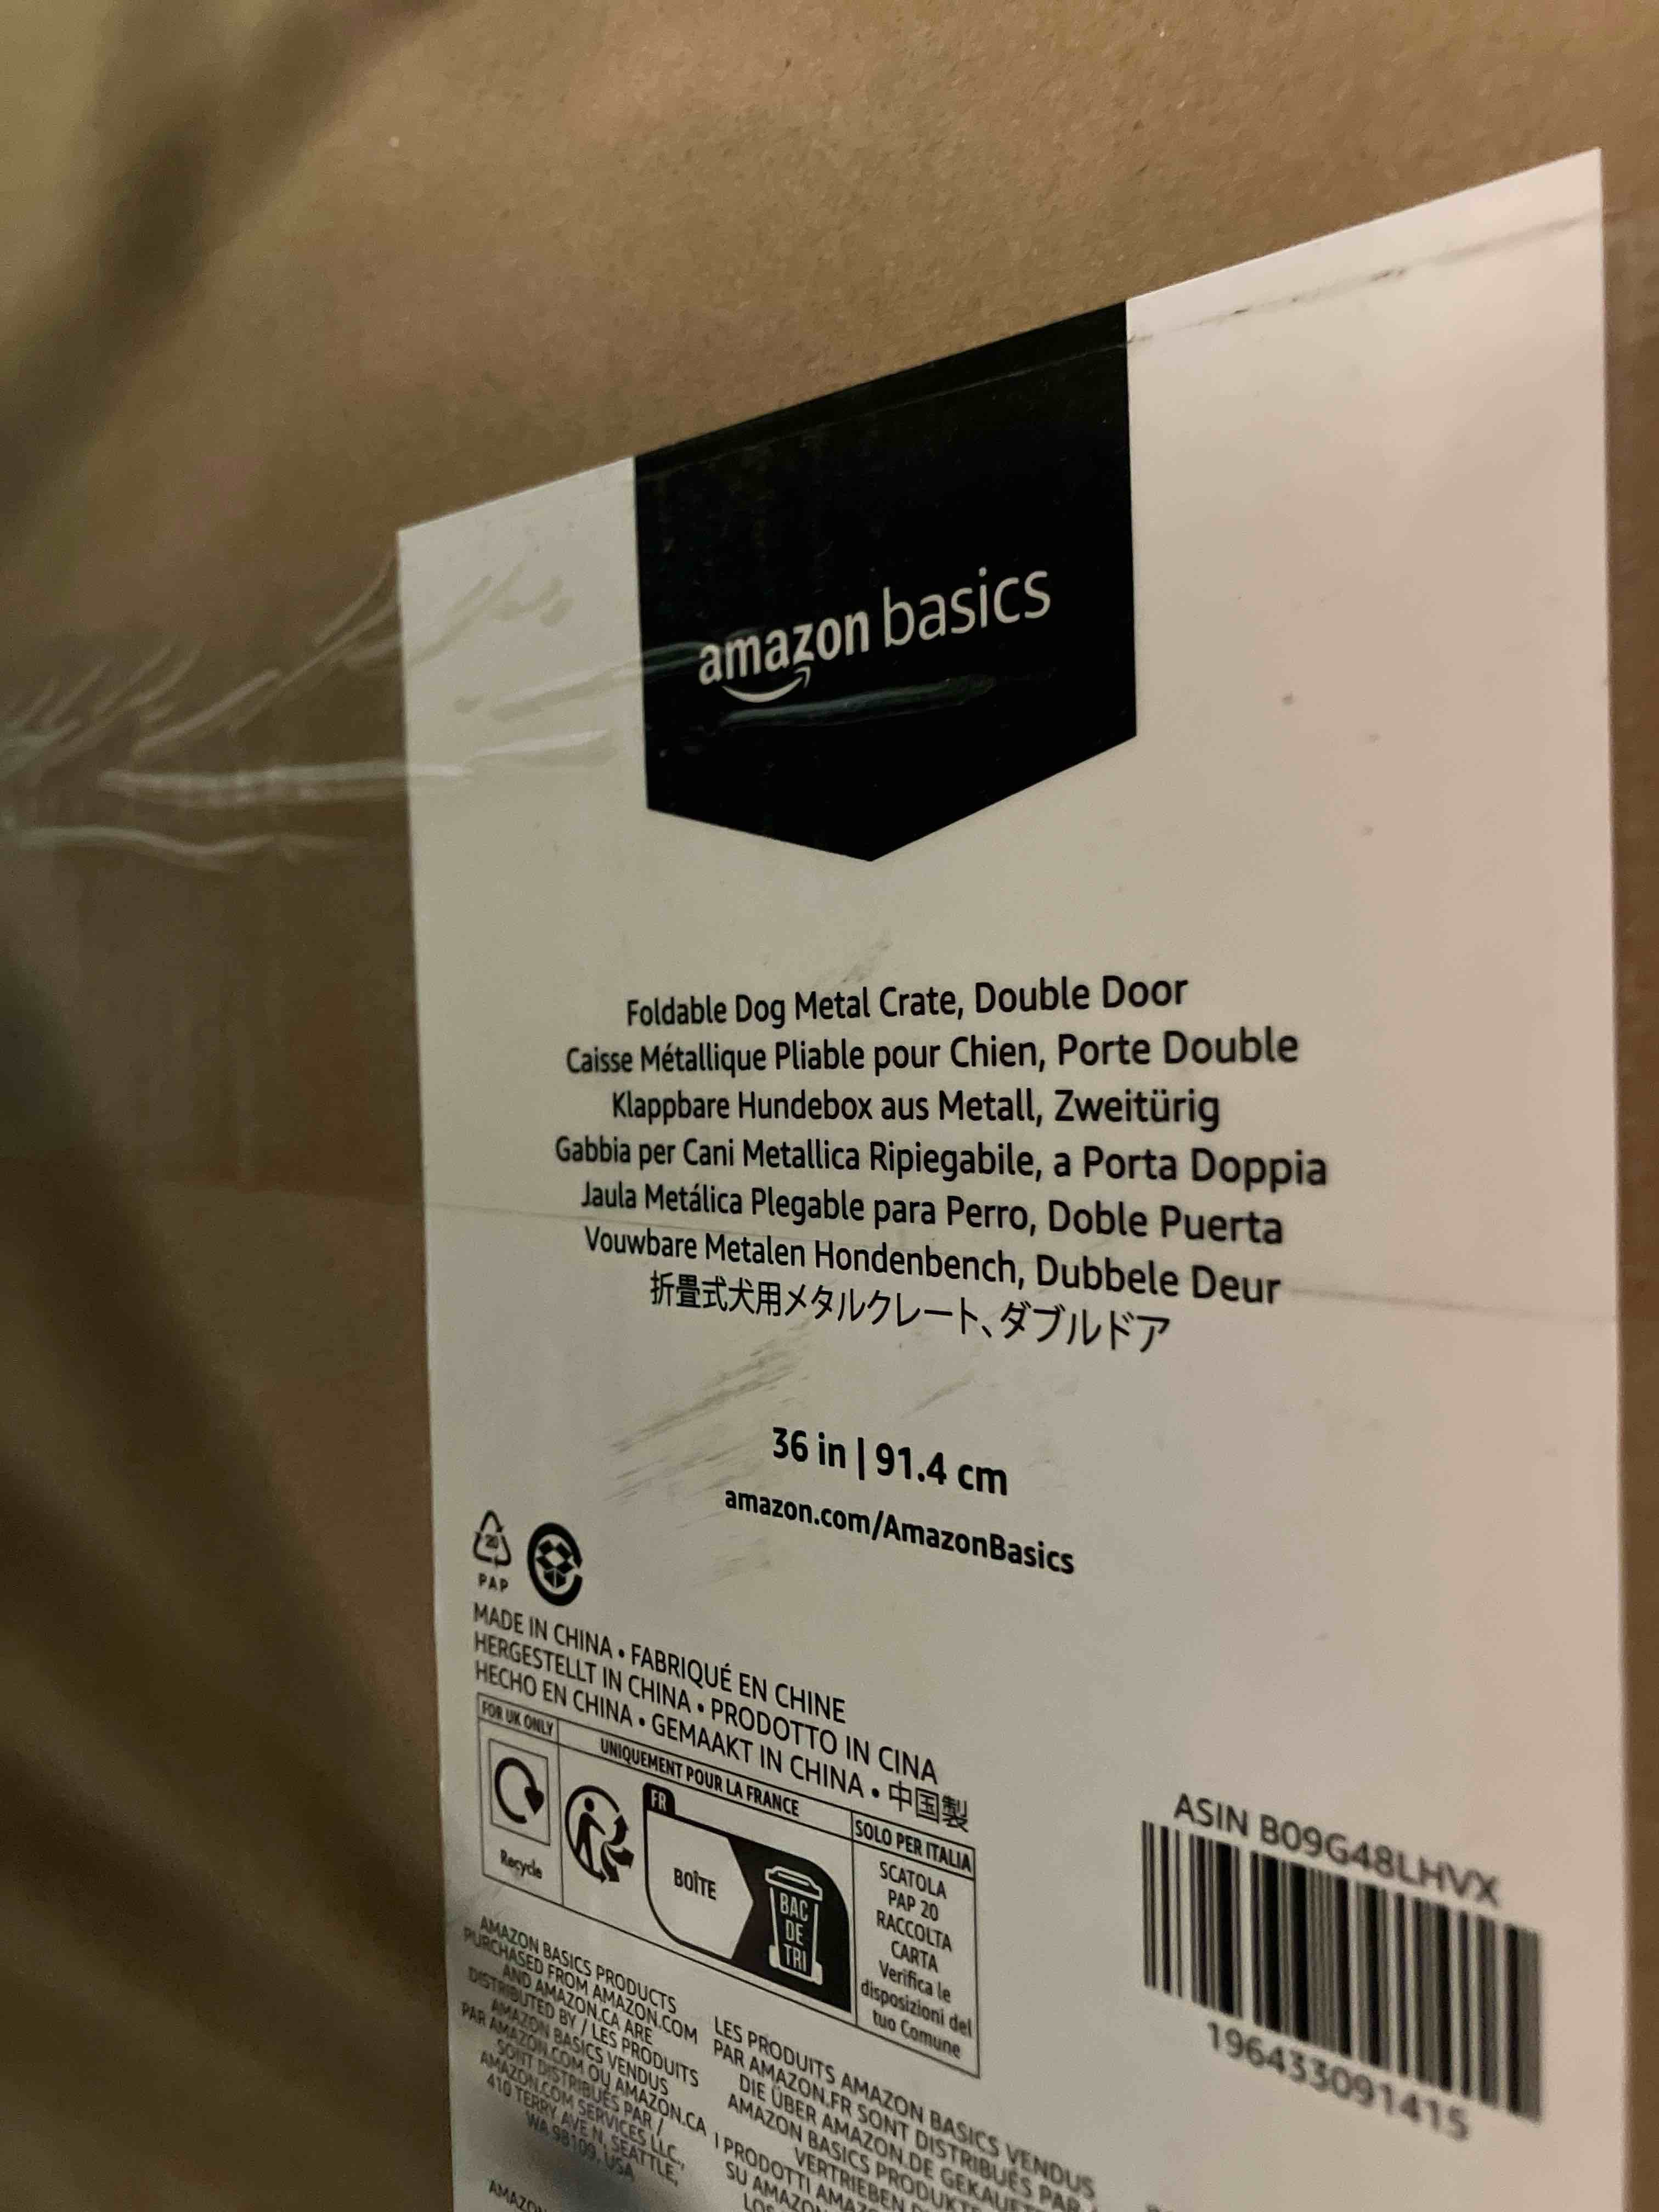 amazon basics
Foldable Dog Metal Crate, Double Door
Caisse Métallique Pliable pour Chien, Porte Double
Klappbare Hundebox aus Metall, Zweitürig
Gabbia per Cani Metallica Ripiegabile, a Porta Doppia
Jaula Metálica Plegable para Perro, Doble Puerta
Vouwbare Metalen Hondenbench, Dubbele Deur
折畳式犬用メタルクレート、ダブルドア
36 in | 91.4 cm
amazon.com/AmazonBasics
20
PAP
MADE IN CHINA • FABRIQUÉ EN CHINE
HERGESTELLT IN CHINA • PRODOTTO IN CINA
HECHO EN CHINA • GEMAAKT IN CHINA • 中国製
FOR UK ONLY
Recycle
UNIQUEMENT POUR LA FRANCE
FR
BOÎTE
BAC
DE
TRI
SOLO PER ITALIA
SCATOLA
PAP 20
RACCOLTA
CARTA
Verifica le
disposizioni del
tuo Comune
ASIN B09G48LHVX
196433091415
AMAZON BASICS PRODUCTS
PURCHASED FROM AMAZON.COM
AND AMAZON.CA ARE
DISTRIBUTED BY / LES PRODUITS
AMAZON BASICS VENDUS
PAR AMAZON.COM OU AMAZON.CA
SONT DISTRIBUÉS PAR /
AMAZON.COM SERVICES LLC.,
410 TERRY AVE N, SEATTLE,
WA 98109, USA
AMAZON
LES PRODUITS AMAZON BASICS VENDUS
PAR AMAZON.FR SONT DISTRIBUÉS PAR
DIE ÜBER AMAZON.DE GEKAUFTEN
AMAZON BASICS PRODUKTE
VERTRIEBEN
I PRODOTTI AMAZON
SU AMAZON
LOS